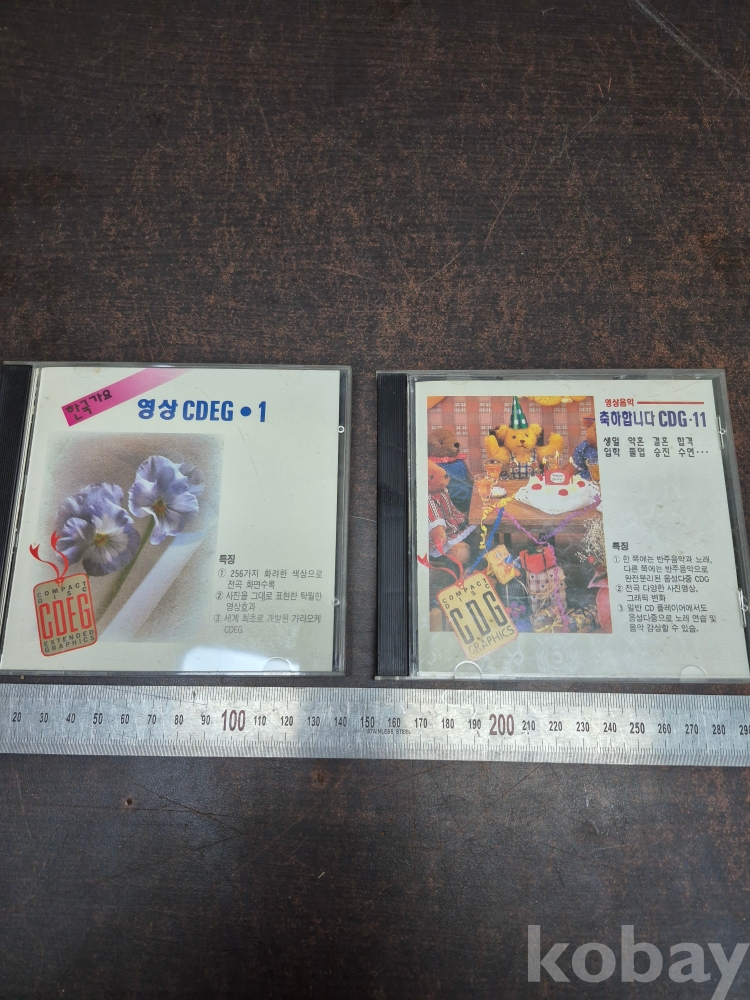 한국가요
영상 CDEG • 1
특징
① 256가지 화려한 색상으로
전곡 화면수록
② 사진을 그대로 표현한 탁월한
영상효과
③ 세계 최초로 개발된 가라오케
CDEG
COMPACT
DISC
CDEG
EXTENDED
GRAPHICS
영상음악
축하합니다 CDG·11
생일 약혼 결혼 합격
입학 졸업 승진 수연···
특징
① 한 쪽에는 반주음악과 노래,
다른 쪽에는 반주음악으로
완전분리된 음성다중 CDG
② 전곡 다양한 사진영상,
그래픽 변화
③ 일반 CD 플레이어에서도
음성다중으로 노래 연습 및
음악 감상할 수 있음.
COMPACT
DISC
CDG
GRAPHICS
20 30 40 50 60 70 80 90 100 110 120 130 140 150 160 170 180 190 200 210 220 230 240 250 260 270 280 290
STAINLESS STEEL
kobay